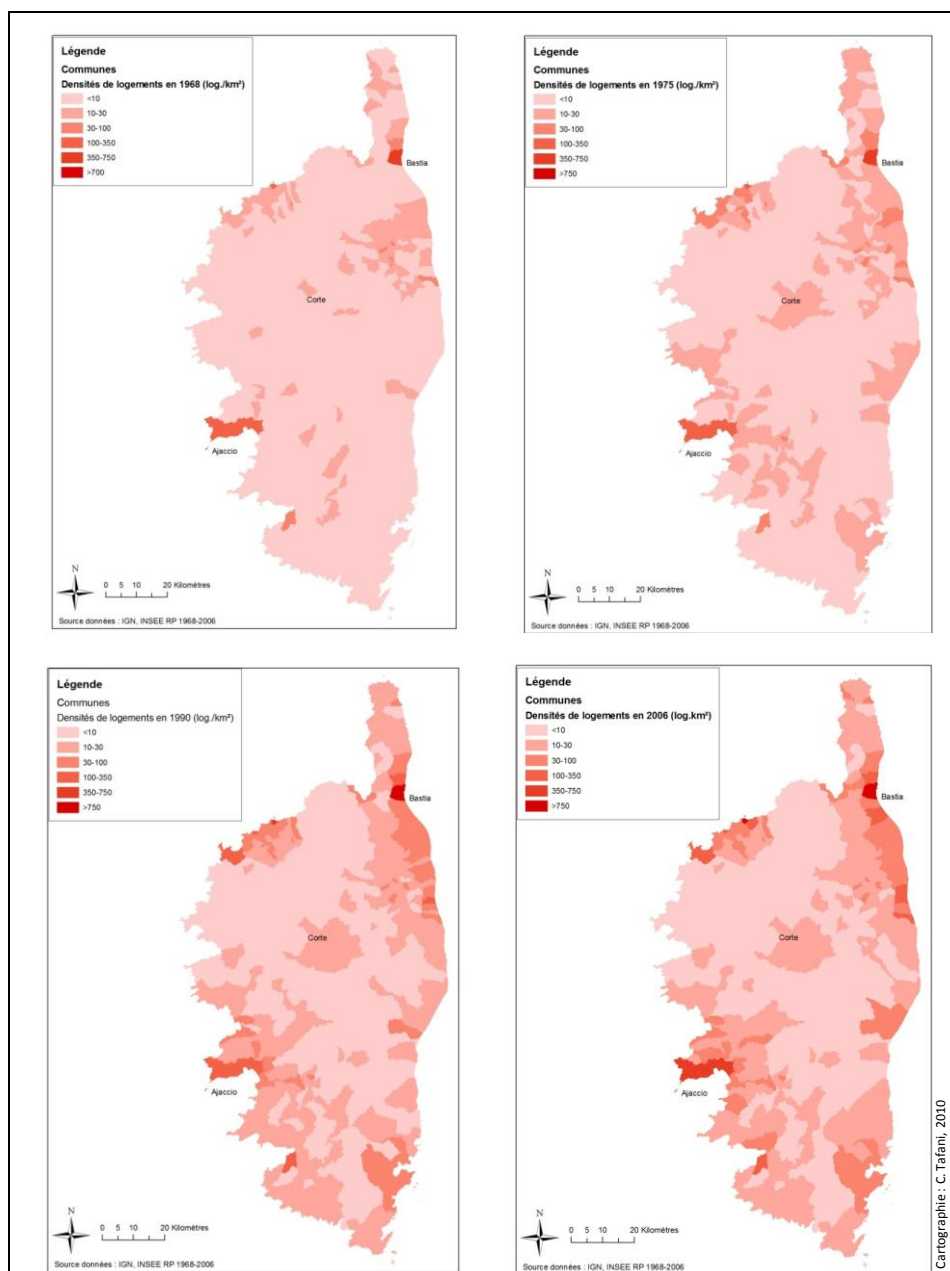 Légende
Communes
Densités de logements en 1968 (log./km²)
<10
10-30
30-100
100-350
350-750
>700
Bastia
Corte
Ajaccio
N
0 5 10 20 Kilomètres
Source données : IGN, INSEE RP 1968-2006
Légende
Communes
Densités de logements en 1975 (log./km²)
<10
10-30
30-100
100-350
350-750
>750
Bastia
Corte
Ajaccio
N
0 5 10 20 Kilomètres
Source données : IGN, INSEE RP 1968-2006
Légende
Communes
Densités de logements en 1990 (log./km²)
<10
10-30
30-100
100-350
350-750
>750
Bastia
Corte
Ajaccio
N
0 5 10 20 Kilomètres
Source données : IGN, INSEE RP 1968-2006
Légende
Communes
Densités de logements en 2006 (log.km²)
<10
10-30
30-100
100-350
350-750
>750
Bastia
Corte
Ajaccio
N
0 5 10 20 Kilomètres
Source données : IGN, INSEE RP 1968-2006
Cartographie : C. Tafani, 2010